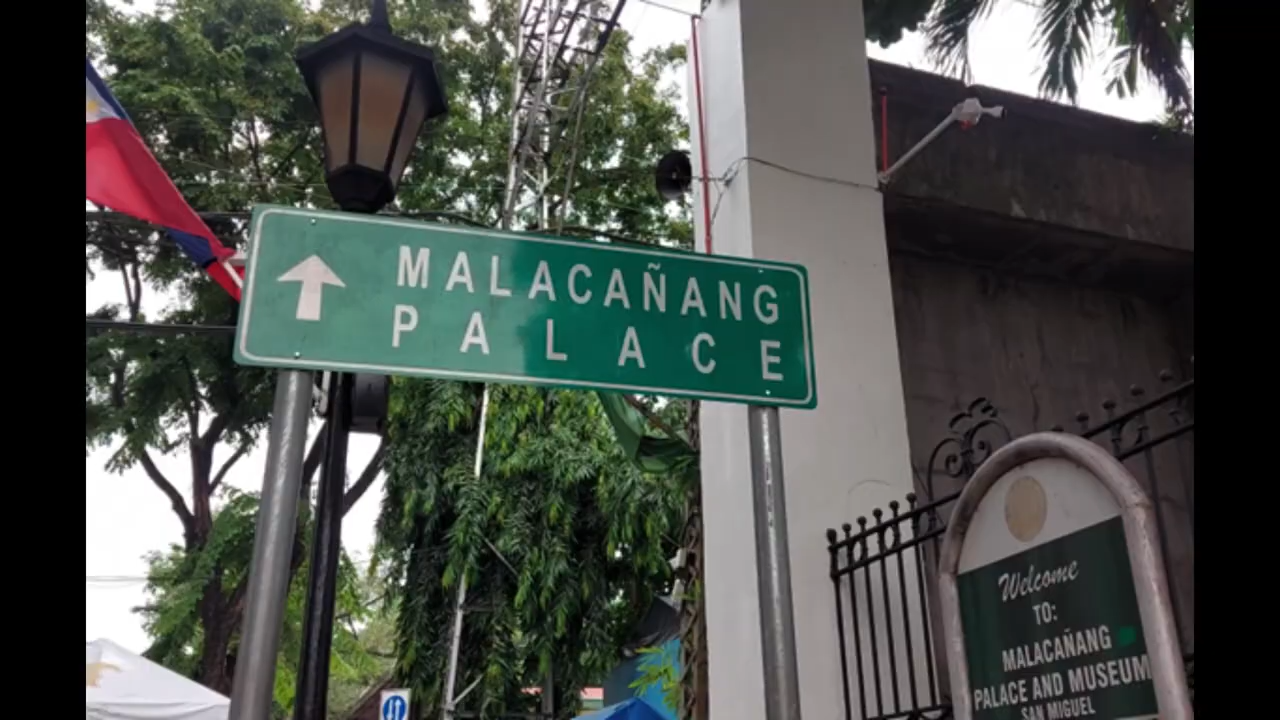 MALACAÑANG
PALACE
Welcome
TO:
MALACAÑANG
PALACE AND MUSEUM
SAN MIGUEL